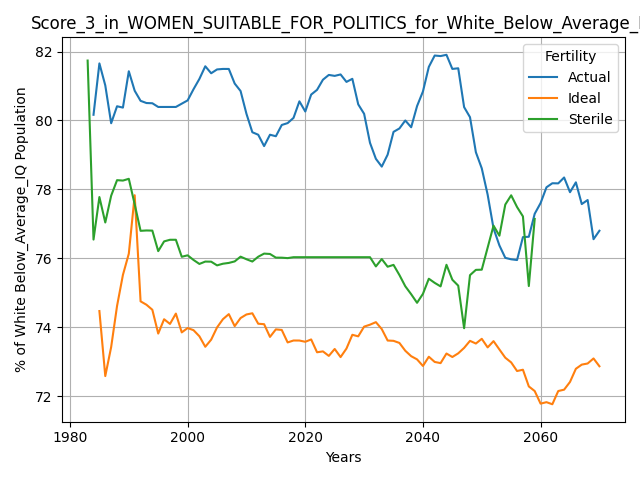 Score_3_in_WOMEN_SUITABLE_FOR_POLITICS_for_White_Below_Average_
Fertility
Actual
Ideal
Sterile
% of White Below_Average_IQ Population
82
80
78
76
74
72
1980
2000
2020
2040
2060
Years